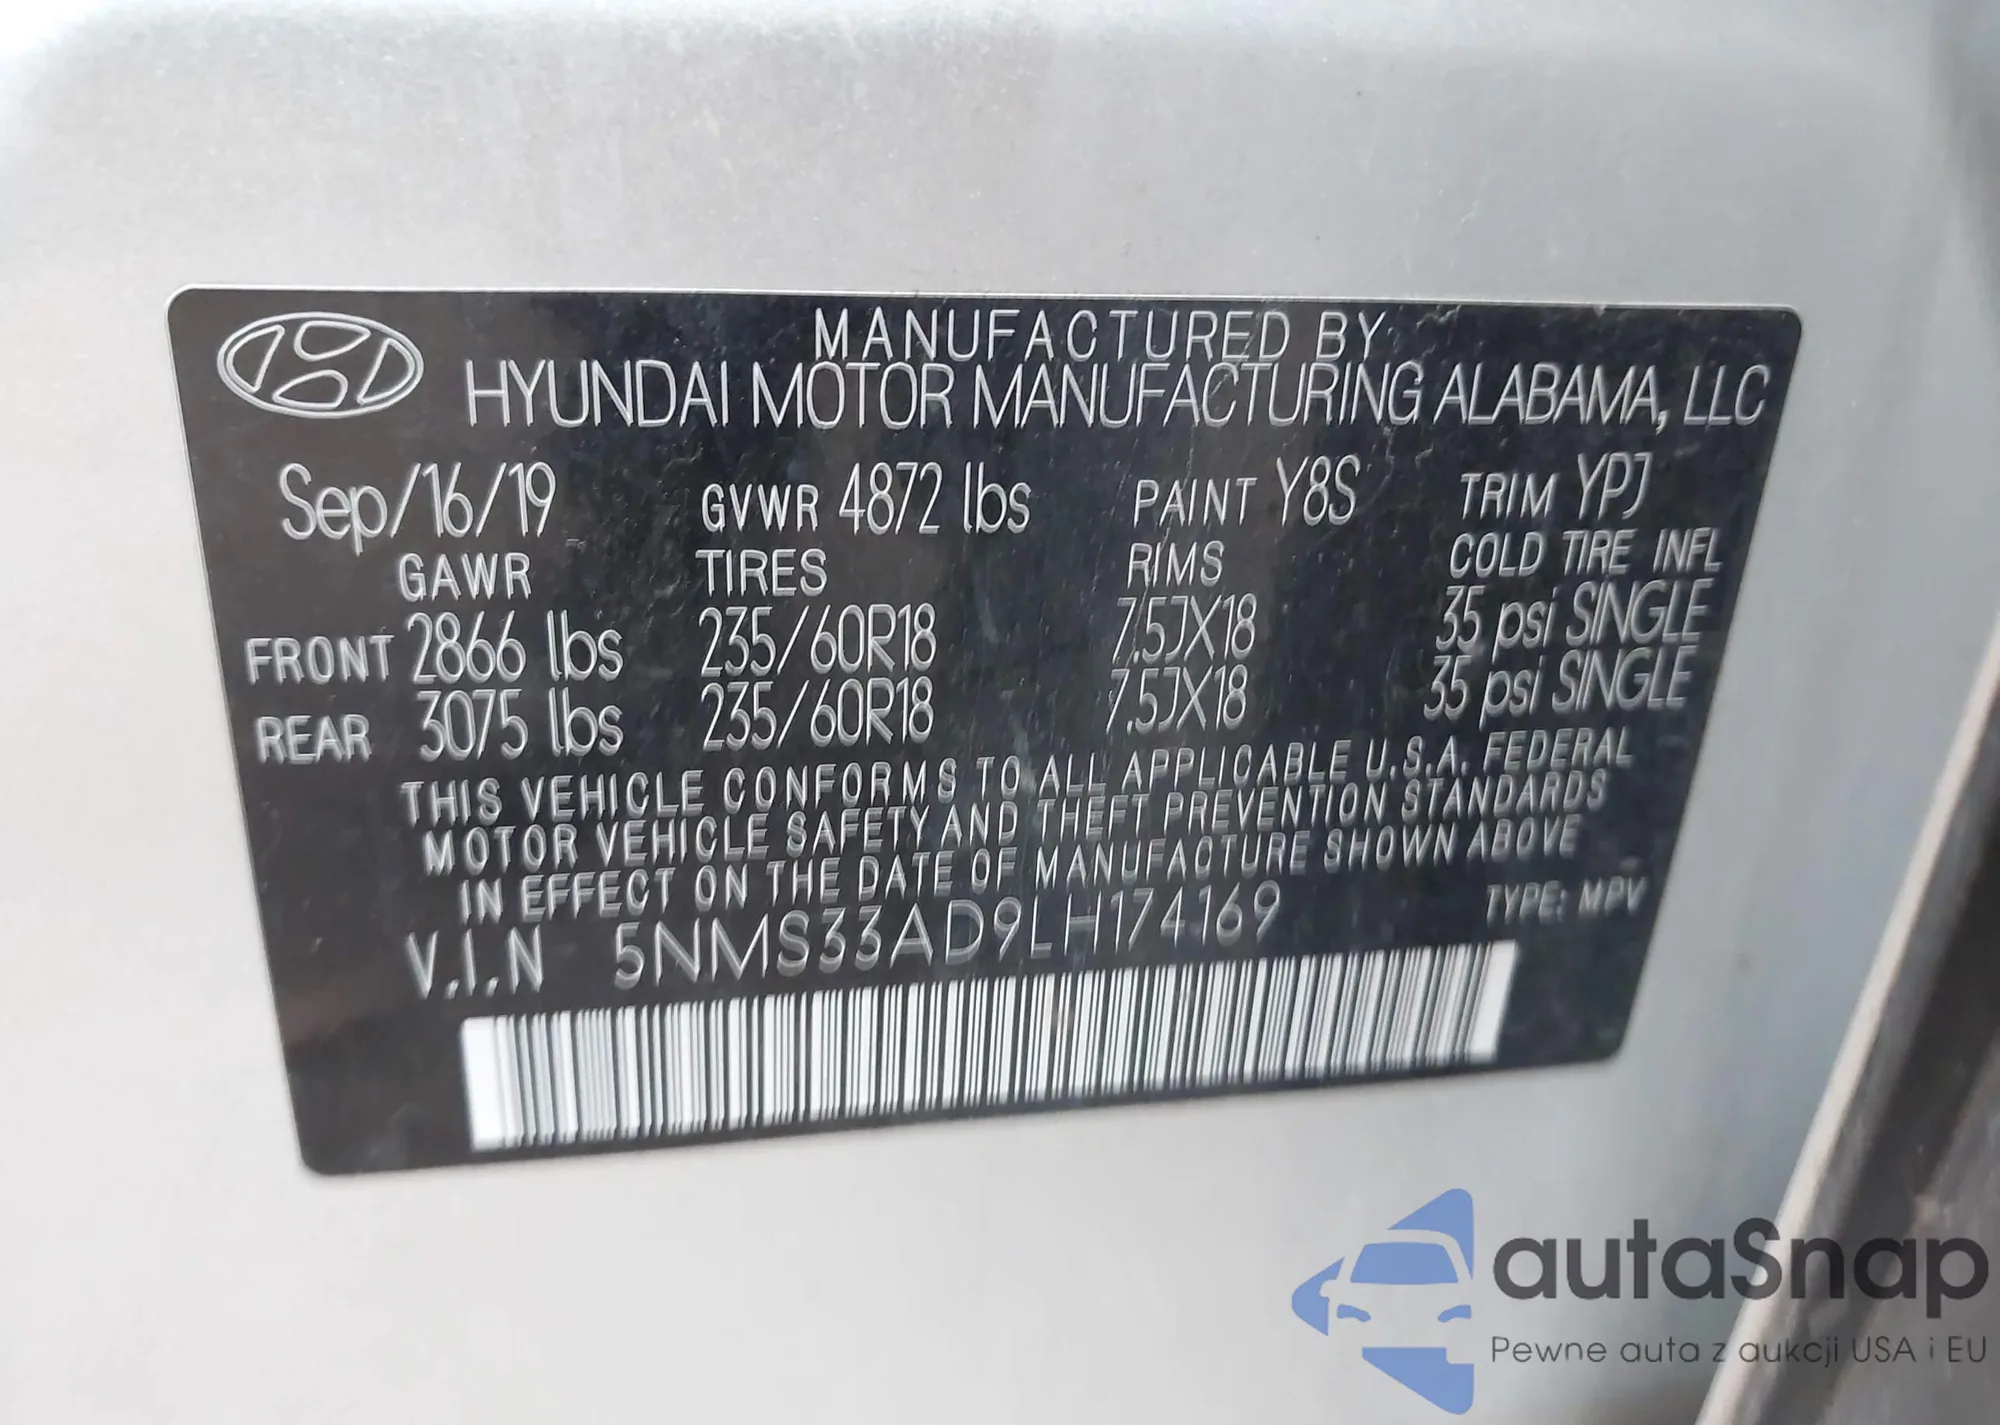 MANUFACTURED BY
HYUNDAI MOTOR MANUFACTURING ALABAMA, LLC
Sep/16/19 GVWR 4872 lbs PAINT Y8S TRIM YPJ
GAWR TIRES RIMS COLD TIRE INFL
FRONT 2866 lbs 235/60R18 7.5JX18 35 psi SINGLE
REAR 3075 lbs 235/60R18 7.5JX18 35 psi SINGLE
THIS VEHICLE CONFORMS TO ALL APPLICABLE U.S.A. FEDERAL
MOTOR VEHICLE SAFETY AND THEFT PREVENTION STANDARDS
IN EFFECT ON THE DATE OF MANUFACTURE SHOWN ABOVE
V.I.N 5NMS33AD9LH174169 TYPE: MPV
autaSnap
Pewne auta z aukcji USA i EU